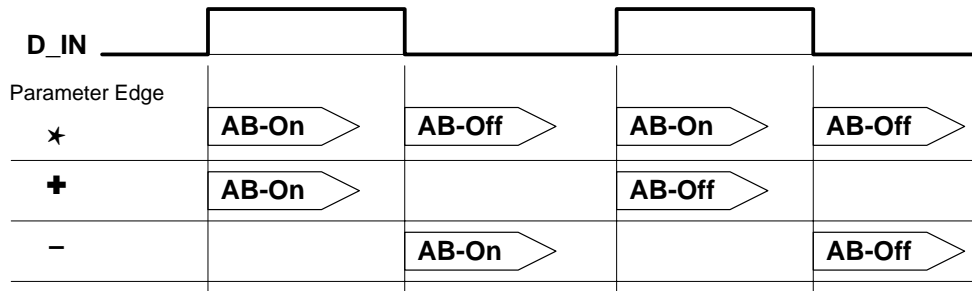 D_IN
Parameter Edge
✶ AB-On AB-Off AB-On AB-Off
+ AB-On AB-Off
– AB-On AB-Off